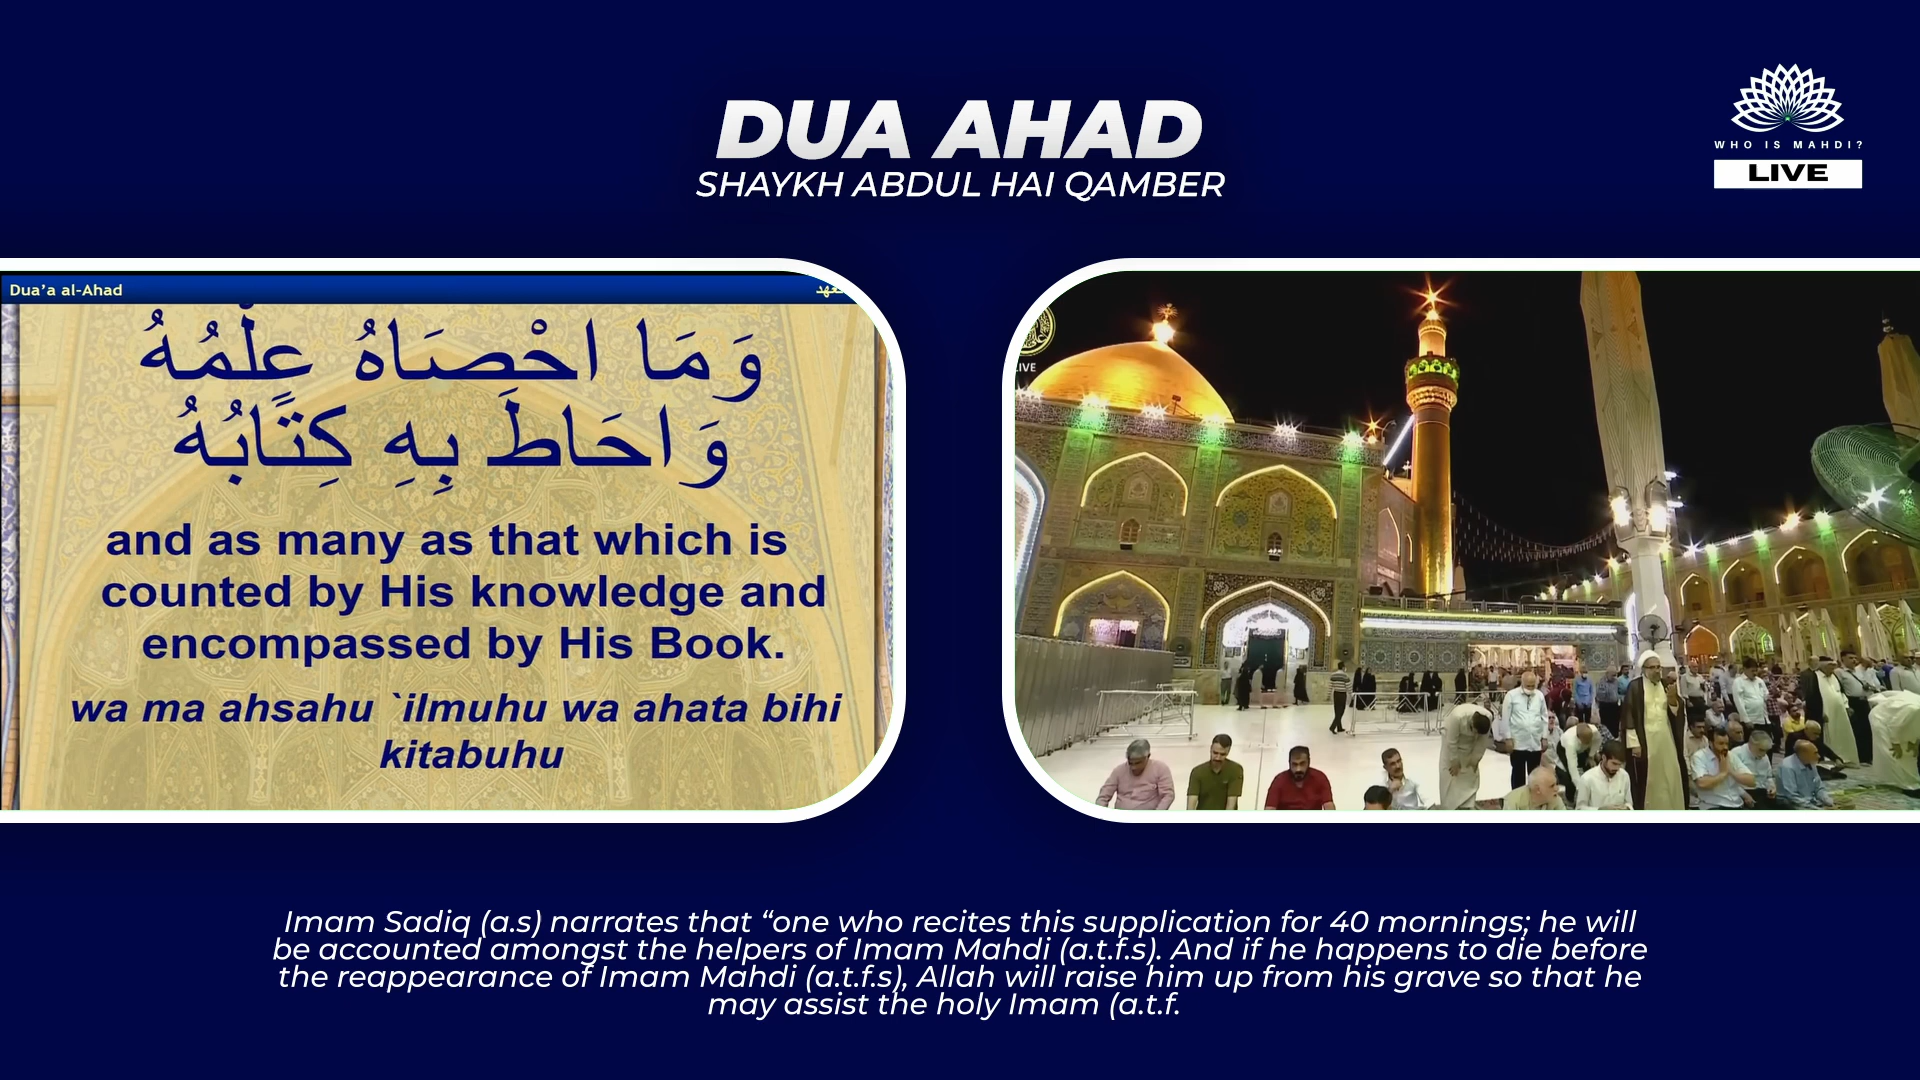 DUA AHAD
SHAYKH ABDUL HAI QAMBER
WHO IS MAHDI?
LIVE
Dua'a al-Ahad
وَمَا احْصَاهُ عِلْمُهُ
وَاحَاطَ بِهِ كِتَابُهُ
and as many as that which is
counted by His knowledge and
encompassed by His Book.
wa ma ahsahu `ilmuhu wa ahata bihi
kitabuhu
LIVE
Imam Sadiq (a.s) narrates that “one who recites this supplication for 40 mornings; he will
be accounted amongst the helpers of Imam Mahdi (a.t.f.s). And if he happens to die before
the reappearance of Imam Mahdi (a.t.f.s), Allah will raise him up from his grave so that he
may assist the holy Imam (a.t.f.